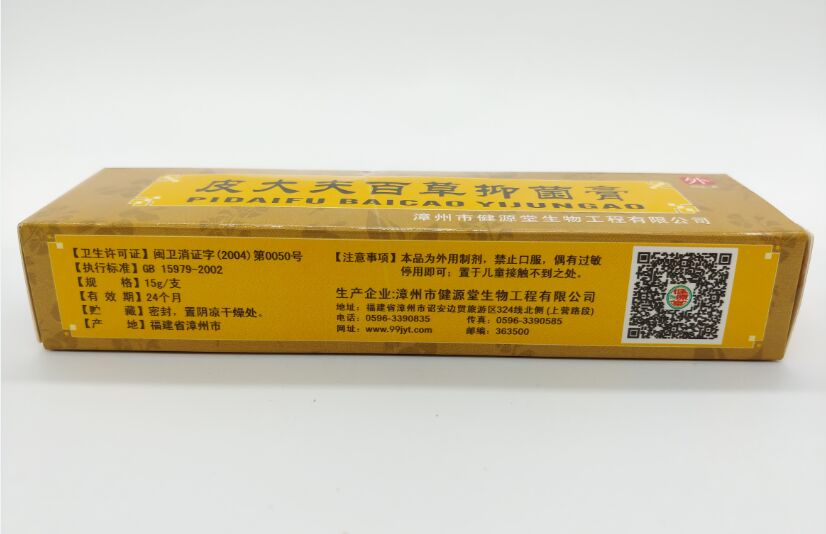 皮大夫百草抑菌膏
外
PIDAIFU BAICAO YIJUNGAO
漳州市健源堂生物工程有限公司
【卫生许可证】闽卫消证字(2004)第0050号
【执行标准】GB 15979-2002
【规　　格】15g/支
【有 效 期】24个月
【贮　　藏】密封，置阴凉干燥处。
【产　　地】福建省漳州市
【注意事项】本品为外用制剂，禁止口服，偶有过敏
停用即可；置于儿童接触不到之处。
生产企业:漳州市健源堂生物工程有限公司
地址：福建省漳州市诏安边贸旅游区324线北侧(上营路段)
电话：0596-3390835　　传真：0596-3390585
网址：www.99jyt.com　　邮编：363500